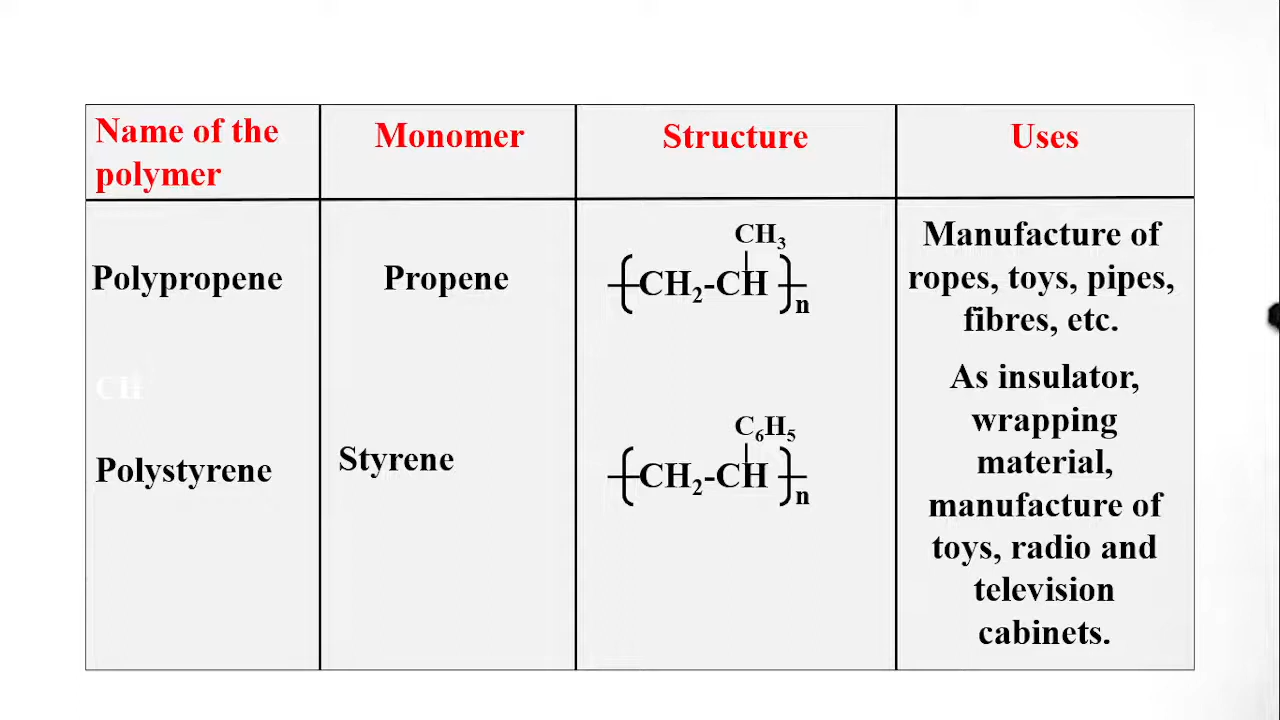 Name of the
polymer
Monomer
Structure
Uses
Polypropene
Propene
CH3
CH2-CH
n
Manufacture of
ropes, toys, pipes,
fibres, etc.
CH
Polystyrene
Styrene
C6H5
CH2-CH
n
As insulator,
wrapping
material,
manufacture of
toys, radio and
television
cabinets.